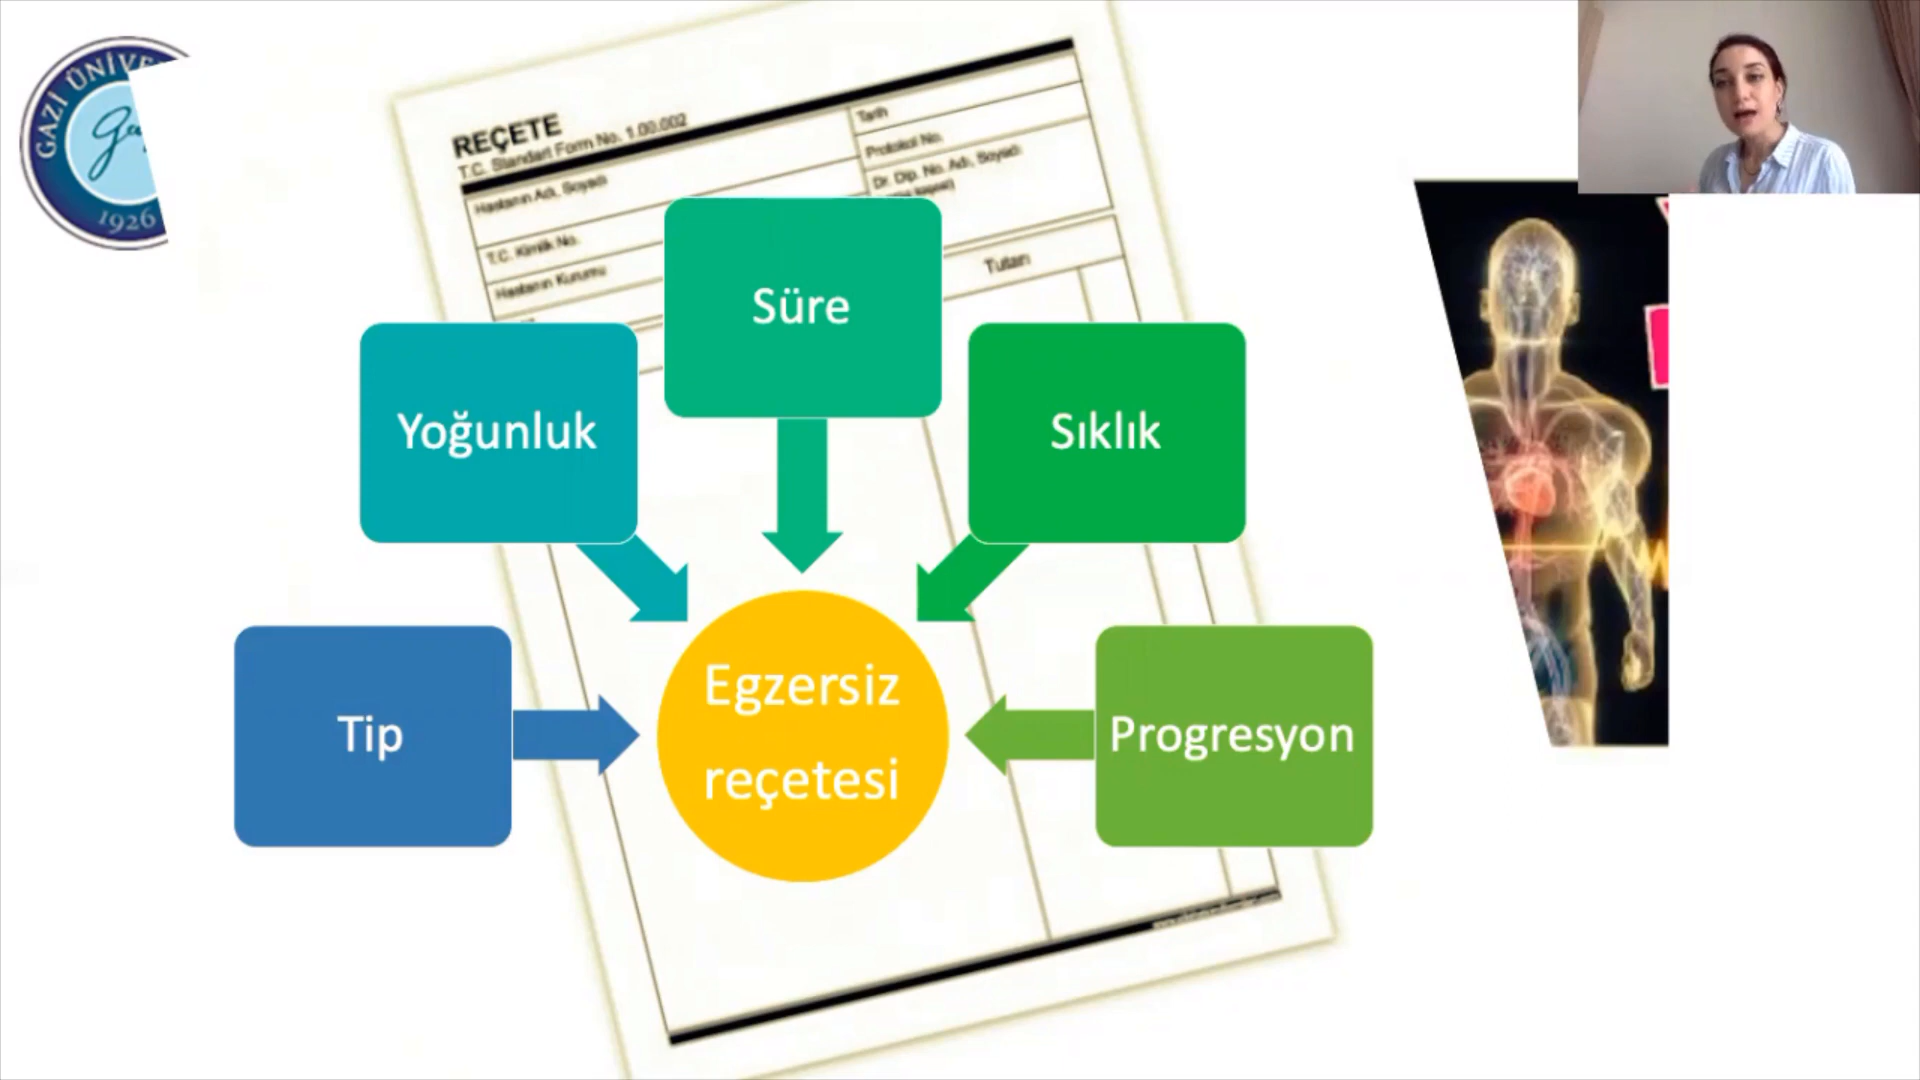 GAZİ ÜNİVE
1926
REÇETE
T.C. Standart Form No. 1.00.002
Hastanın Adı, Soyadı
T.C. Kimlik No.
Hastanın Kurumu
Tarih
Protokol No.
Dr. Dip. No. Adı, Soyadı
Tutarı
Süre
Yoğunluk
Sıklık
Egzersiz
reçetesi
Tip
Progresyon